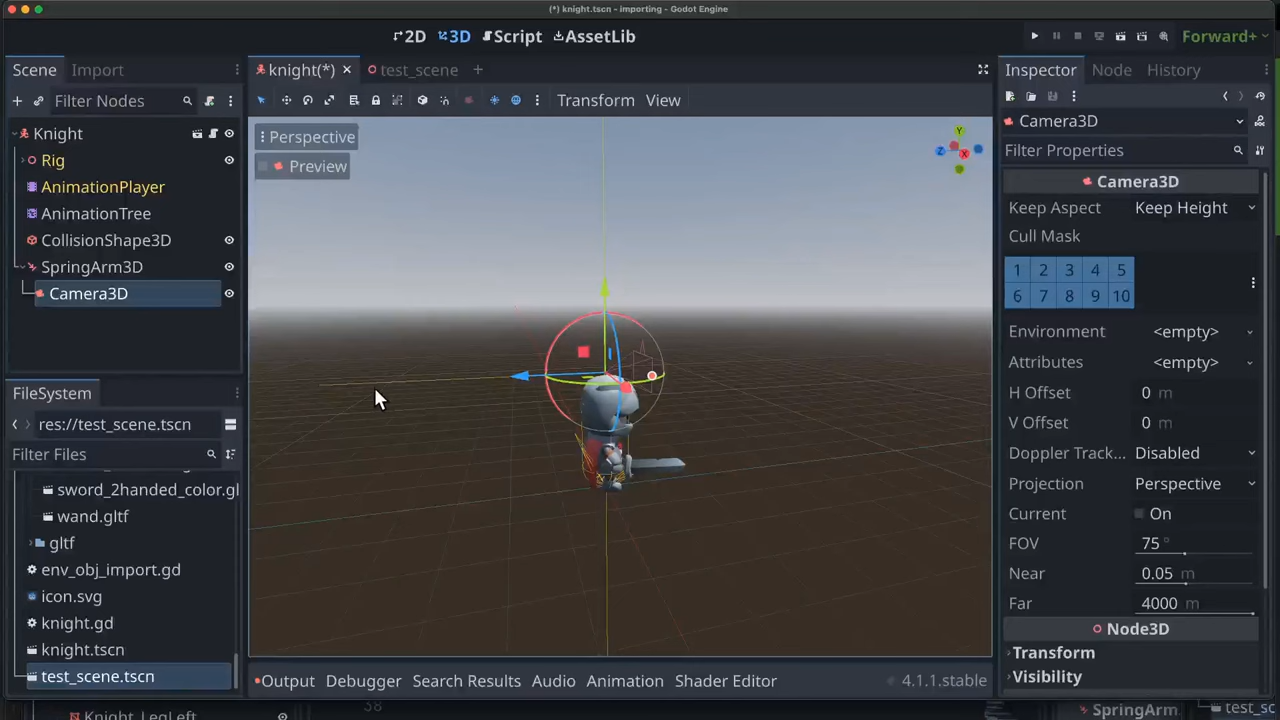 (*) knight.tscn - importing - Godot Engine
2D 3D Script AssetLib Forward+
Scene Import
knight(*) test_scene
Inspector Node History
Filter Nodes
Transform View
Camera3D
Filter Properties
Knight
Rig
AnimationPlayer
AnimationTree
CollisionShape3D
SpringArm3D
Camera3D
Perspective
Preview
Y
Z
X
Camera3D
Keep Aspect Keep Height
Cull Mask
1 2 3 4 5
6 7 8 9 10
Environment <empty>
Attributes <empty>
H Offset 0 m
V Offset 0 m
Doppler Track... Disabled
Projection Perspective
Current On
FOV 75 °
Near 0.05 m
Far 4000 m
Node3D
Transform
Visibility
FileSystem
res://test_scene.tscn
Filter Files
sword_2handed_color.gl
wand.gltf
gltf
env_obj_import.gd
icon.svg
knight.gd
knight.tscn
test_scene.tscn
Output Debugger Search Results Audio Animation Shader Editor 4.1.1.stable
Knight_LegLeft
38
SpringArm
test_sc